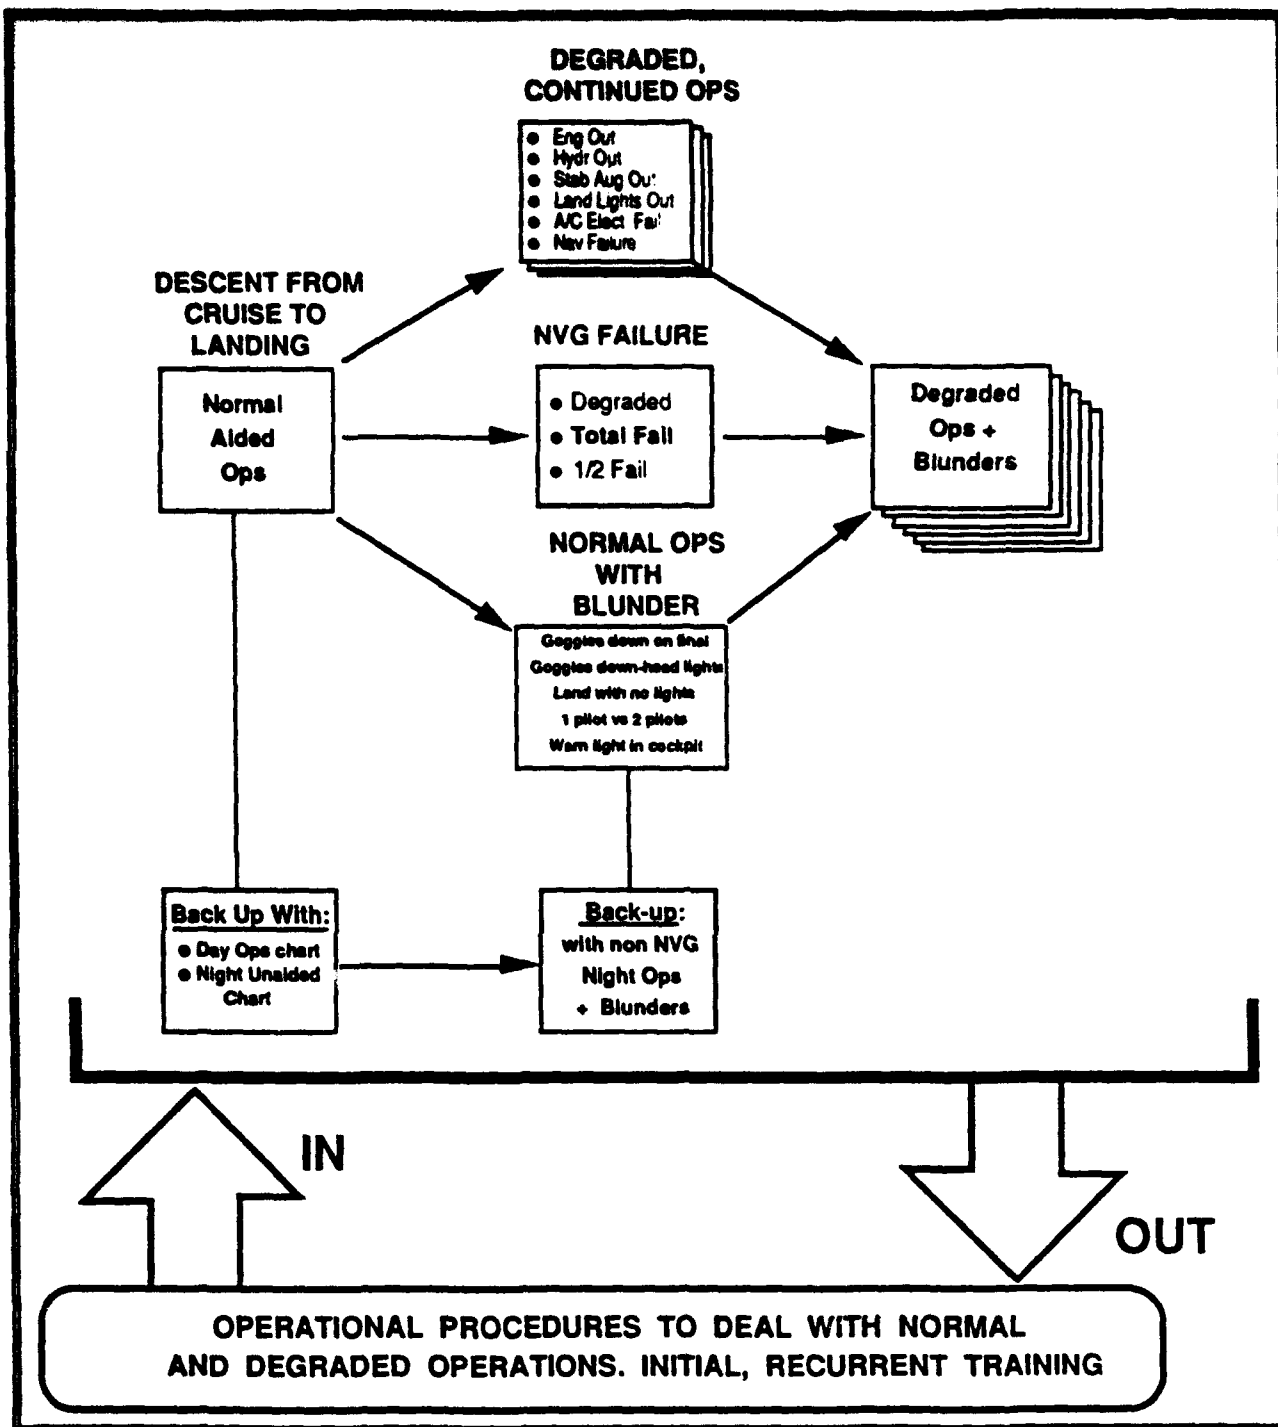 DEGRADED,
CONTINUED OPS
● Eng Out
● Hydr Out
● Stab Aug Out
● Land Lights Out
● A/C Elect Fail
● Nav Failure
DESCENT FROM
CRUISE TO
LANDING
Normal
Aided
Ops
NVG FAILURE
● Degraded
● Total Fail
● 1/2 Fail
Degraded
Ops +
Blunders
NORMAL OPS
WITH
BLUNDER
Goggles down on final
Goggles down-head lights
Land with no lights
1 pilot vs 2 pilots
Warn light in cockpit
Back Up With:
● Day Ops chart
● Night Unaided
Chart
Back-up:
with non NVG
Night Ops
+ Blunders
IN
OUT
OPERATIONAL PROCEDURES TO DEAL WITH NORMAL
AND DEGRADED OPERATIONS. INITIAL, RECURRENT TRAINING